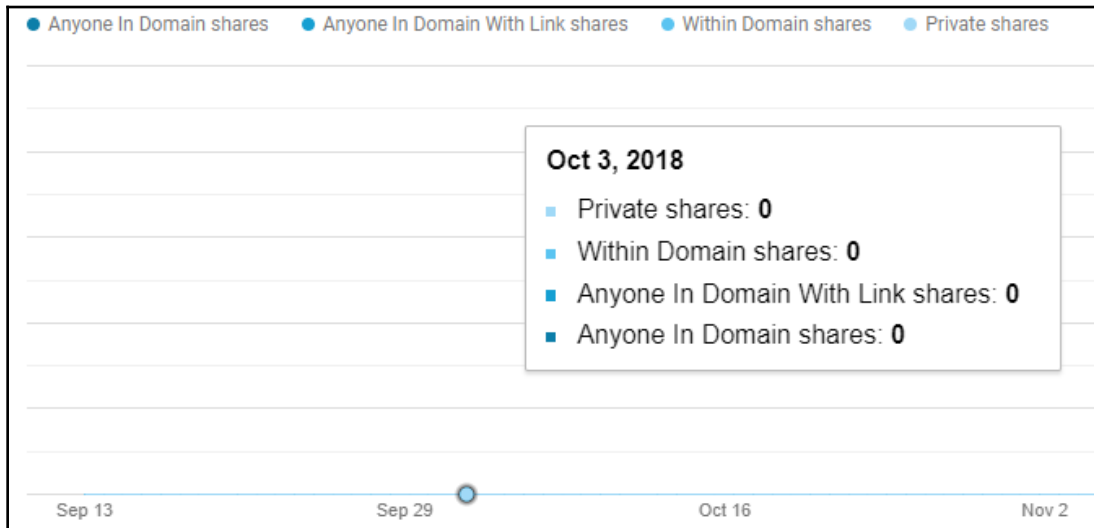 Anyone In Domain shares Anyone In Domain With Link shares Within Domain shares Private shares
Oct 3, 2018
Private shares: 0
Within Domain shares: 0
Anyone In Domain With Link shares: 0
Anyone In Domain shares: 0
Sep 13 Sep 29 Oct 16 Nov 2